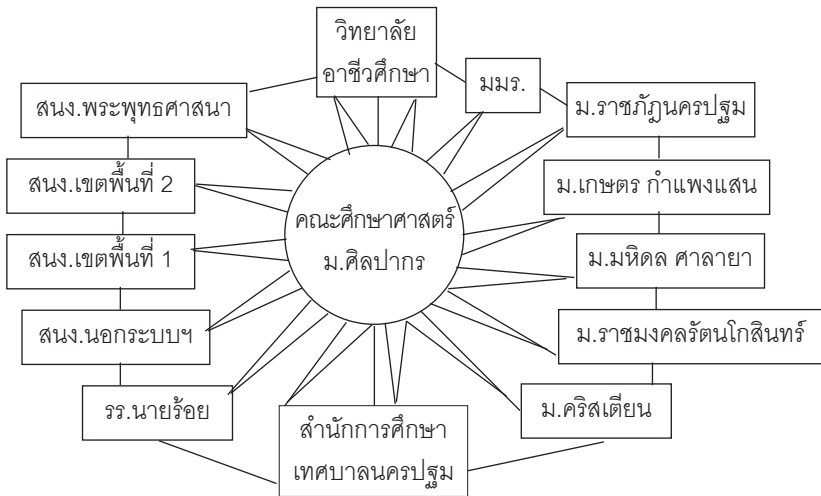 วิทยาลัย
อาชีวศึกษา
มมร.
สนง.พระพุทธศาสนา
ม.ราชภัฎนครปฐม
สนง.เขตพื้นที่ 2
ม.เกษตร กำแพงแสน
คณะศึกษาศาสตร์
ม.ศิลปากร
สนง.เขตพื้นที่ 1
ม.มหิดล ศาลายา
สนง.นอกระบบฯ
ม.ราชมงคลรัตนโกสินทร์
รร.นายร้อย
ม.คริสเตียน
สำนักการศึกษา
เทศบาลนครปฐม